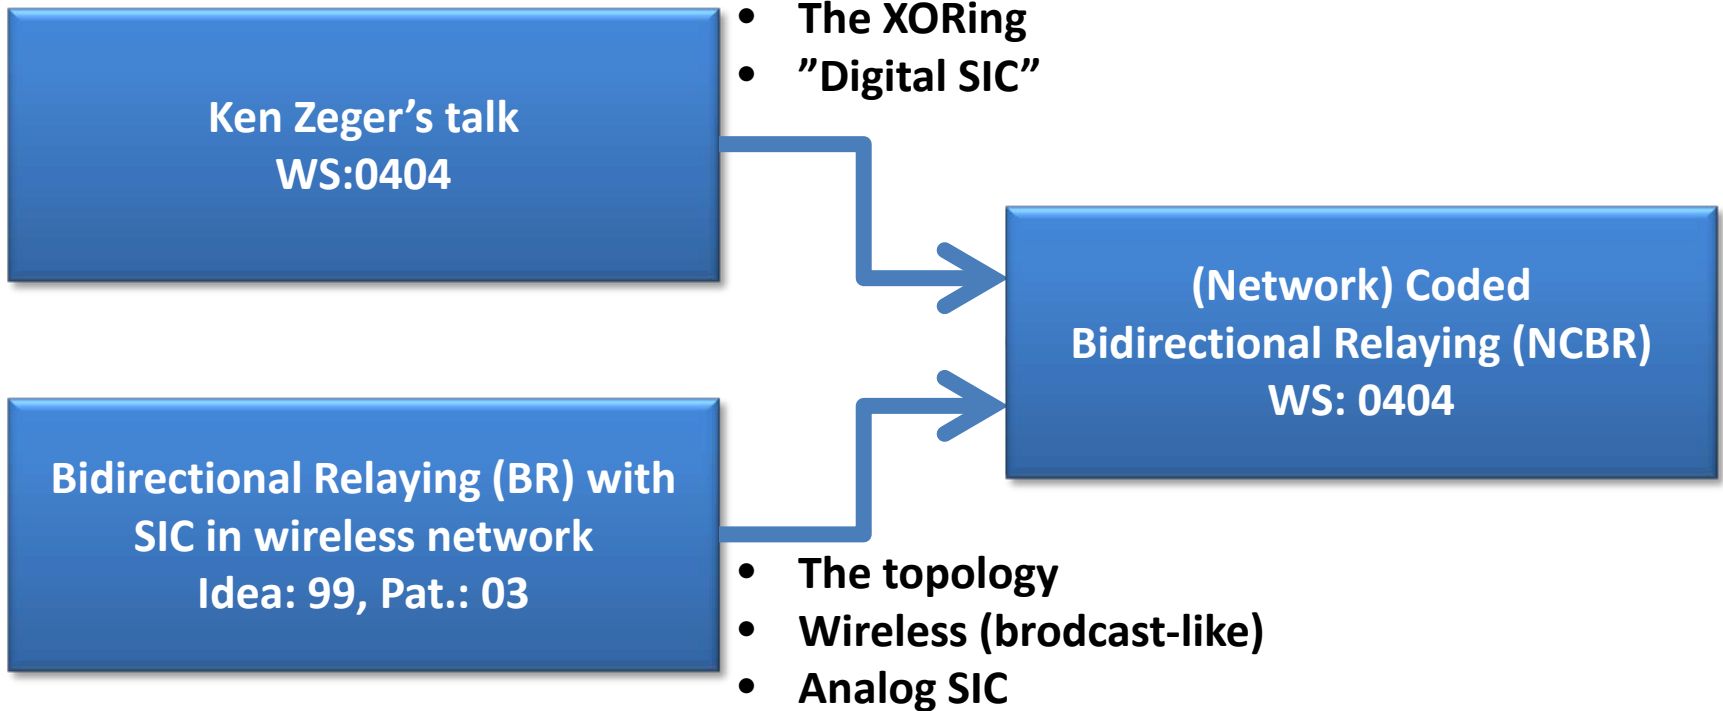 • The XORing
• ”Digital SIC”
Ken Zeger’s talk
WS:0404
(Network) Coded
Bidirectional Relaying (NCBR)
WS: 0404
Bidirectional Relaying (BR) with
SIC in wireless network
Idea: 99, Pat.: 03
• The topology
• Wireless (brodcast-like)
• Analog SIC